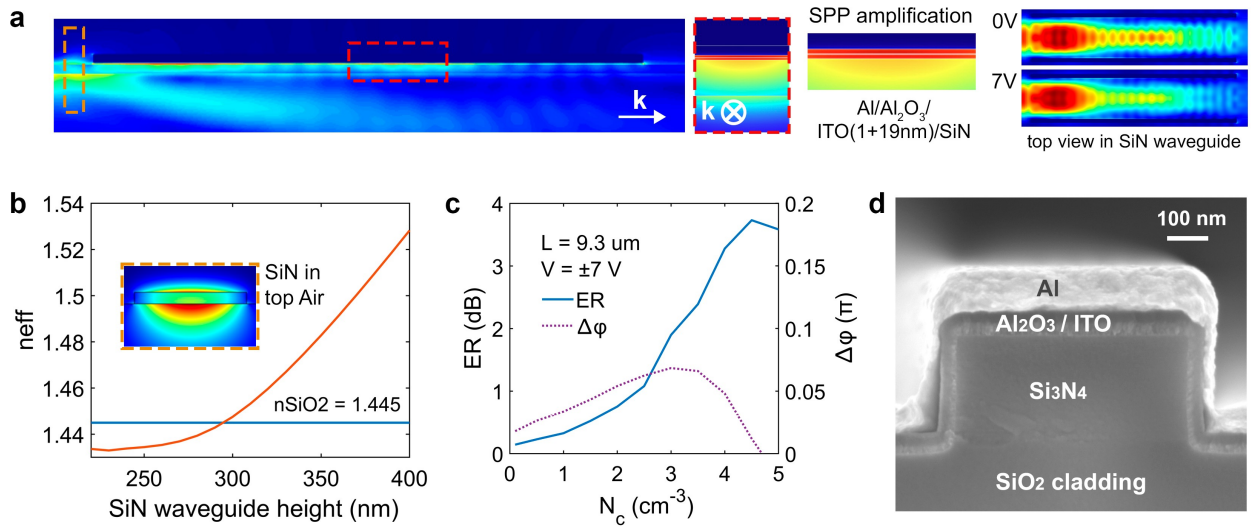 a
SPP amplification
0V
7V
k
k
Al/Al2O3/
ITO(1+19nm)/SiN
top view in SiN waveguide
b
1.54
1.52
1.5
1.48
1.46
1.44
neff
SiN in
top Air
nSiO2 = 1.445
250
300
350
400
SiN waveguide height (nm)
c
4
3
2
1
0
ER (dB)
L = 9.3 um
V = ±7 V
ER
Δφ
0.2
0.15
0.1
0.05
0
Δφ (π)
0
1
2
3
4
5
Nc(cm-3)
d
100 nm
Al
Al2O3 / ITO
Si3N4
SiO2 cladding